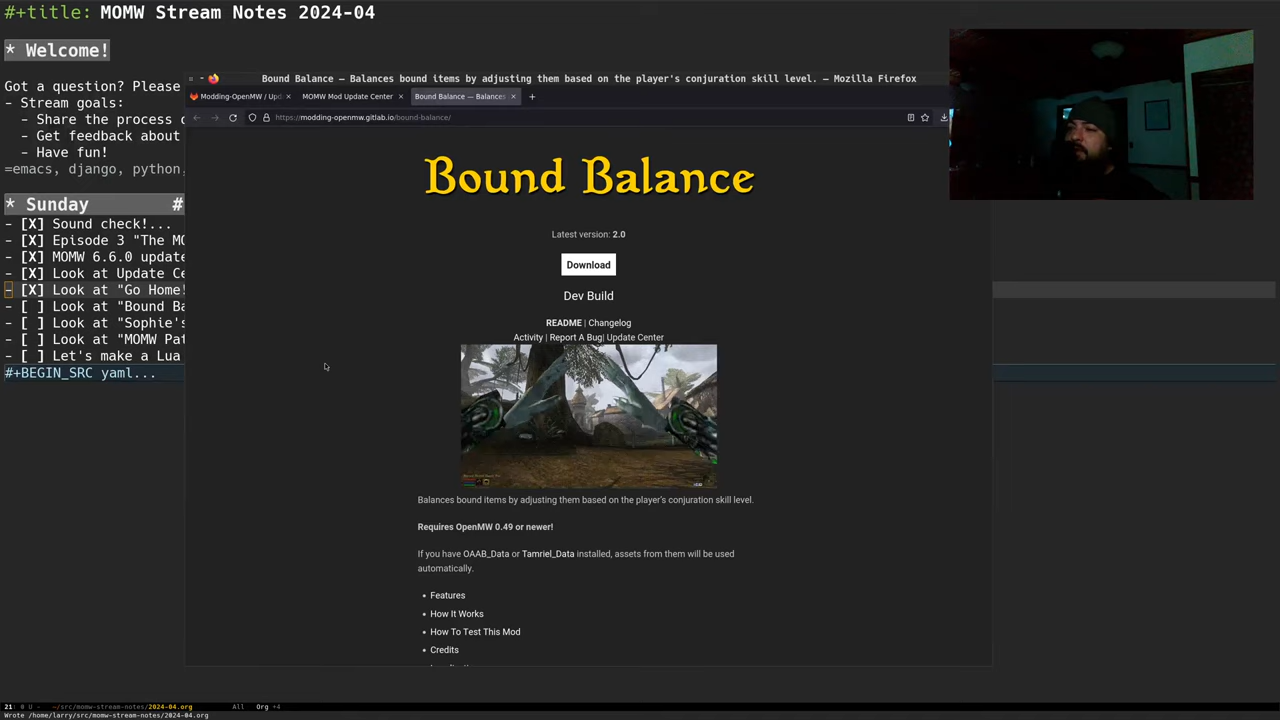 #+title: MOMW Stream Notes 2024-04
* Welcome!
Got a question? Please
- Stream goals:
- Share the process o
- Get feedback about
- Have fun!
=emacs, django, python,
* Sunday #
- [X] Sound check!...
- [X] Episode 3 "The MO
- [X] MOMW 6.6.0 update
- [X] Look at Update Ce
- [X] Look at "Go Home!
- [ ] Look at "Bound Ba
- [ ] Look at "Sophie's
- [ ] Look at "MOMW Pat
- [ ] Let's make a Lua
#+BEGIN_SRC yaml...
Bound Balance — Balances bound items by adjusting them based on the player's conjuration skill level. — Mozilla Firefox
Modding-OpenMW / Upd
MOMW Mod Update Center
Bound Balance — Balances
https://modding-openmw.gitlab.io/bound-balance/
Bound Balance
Latest version: 2.0
Download
Dev Build
README | Changelog
Activity | Report A Bug| Update Center
Balances bound items by adjusting them based on the player's conjuration skill level.
Requires OpenMW 0.49 or newer!
If you have OAAB_Data or Tamriel_Data installed, assets from them will be used
automatically.
Features
How It Works
How To Test This Mod
Credits
21: 0 U - ~/src/momw-stream-notes/2024-04.org All Org +4
Wrote /home/larry/src/momw-stream-notes/2024-04.org